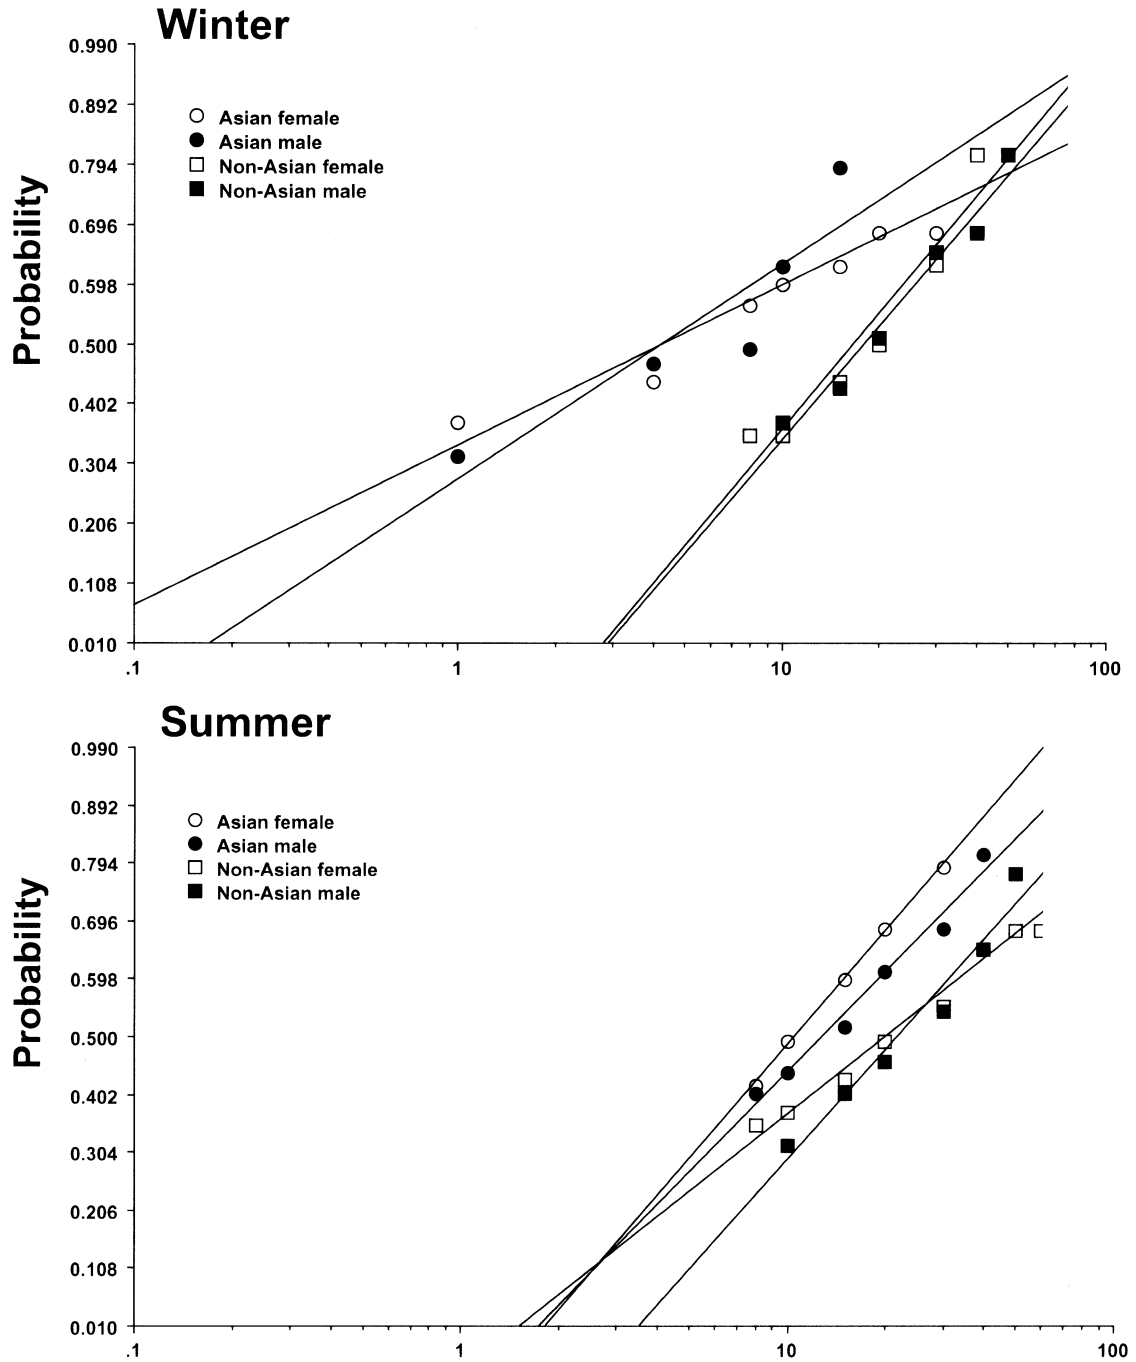 Winter
Probability
0.990
0.892
0.794
0.696
0.598
0.500
0.402
0.304
0.206
0.108
0.010
Asian female
Asian male
Non-Asian female
Non-Asian male
.1 1 10 100
Summer
Probability
0.990
0.892
0.794
0.696
0.598
0.500
0.402
0.304
0.206
0.108
0.010
Asian female
Asian male
Non-Asian female
Non-Asian male
.1 1 10 100